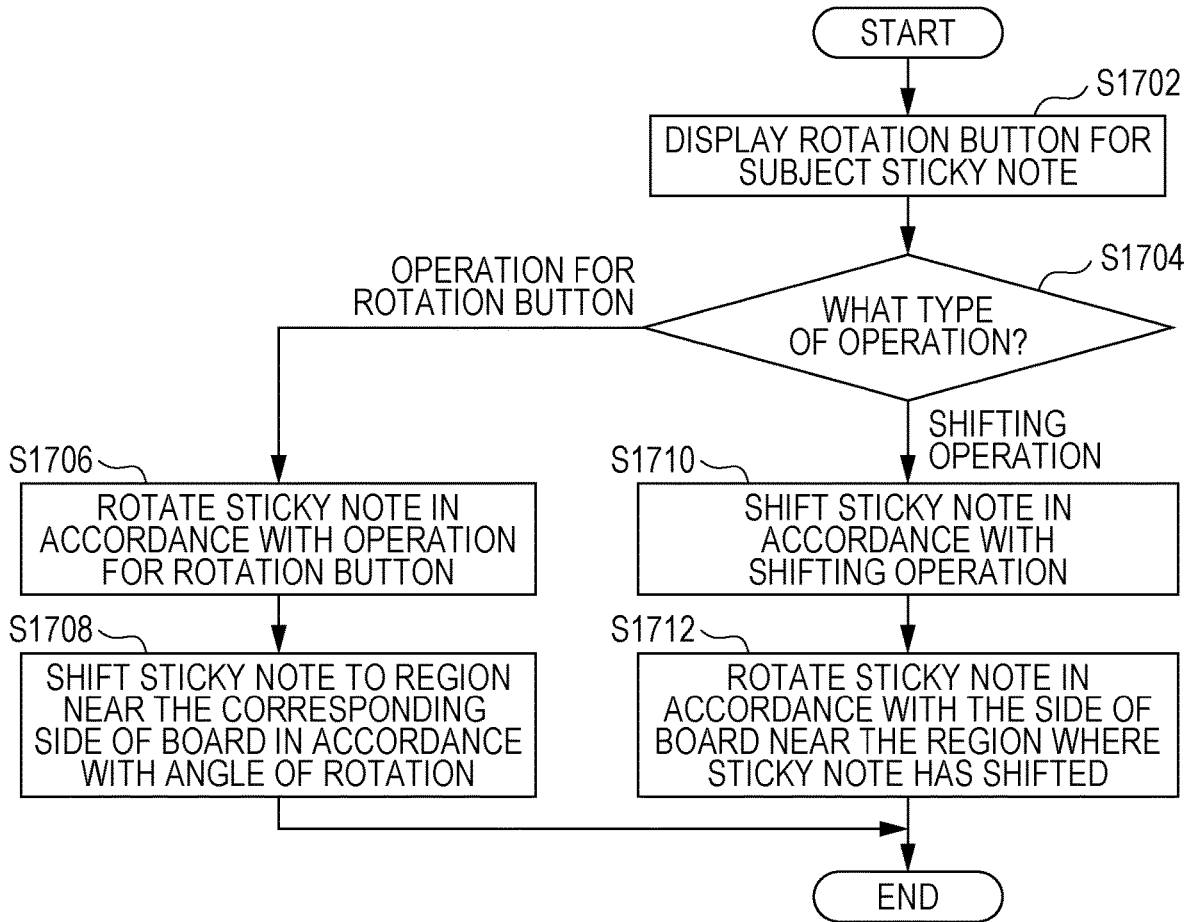 START
S1702
DISPLAY ROTATION BUTTON FOR
SUBJECT STICKY NOTE
S1704
WHAT TYPE
OF OPERATION?
OPERATION FOR
ROTATION BUTTON
SHIFTING
OPERATION
S1706
ROTATE STICKY NOTE IN
ACCORDANCE WITH OPERATION
FOR ROTATION BUTTON
S1708
SHIFT STICKY NOTE TO REGION
NEAR THE CORRESPONDING
SIDE OF BOARD IN ACCORDANCE
WITH ANGLE OF ROTATION
S1710
SHIFT STICKY NOTE IN
ACCORDANCE WITH
SHIFTING OPERATION
S1712
ROTATE STICKY NOTE IN
ACCORDANCE WITH THE SIDE OF
BOARD NEAR THE REGION WHERE
STICKY NOTE HAS SHIFTED
END